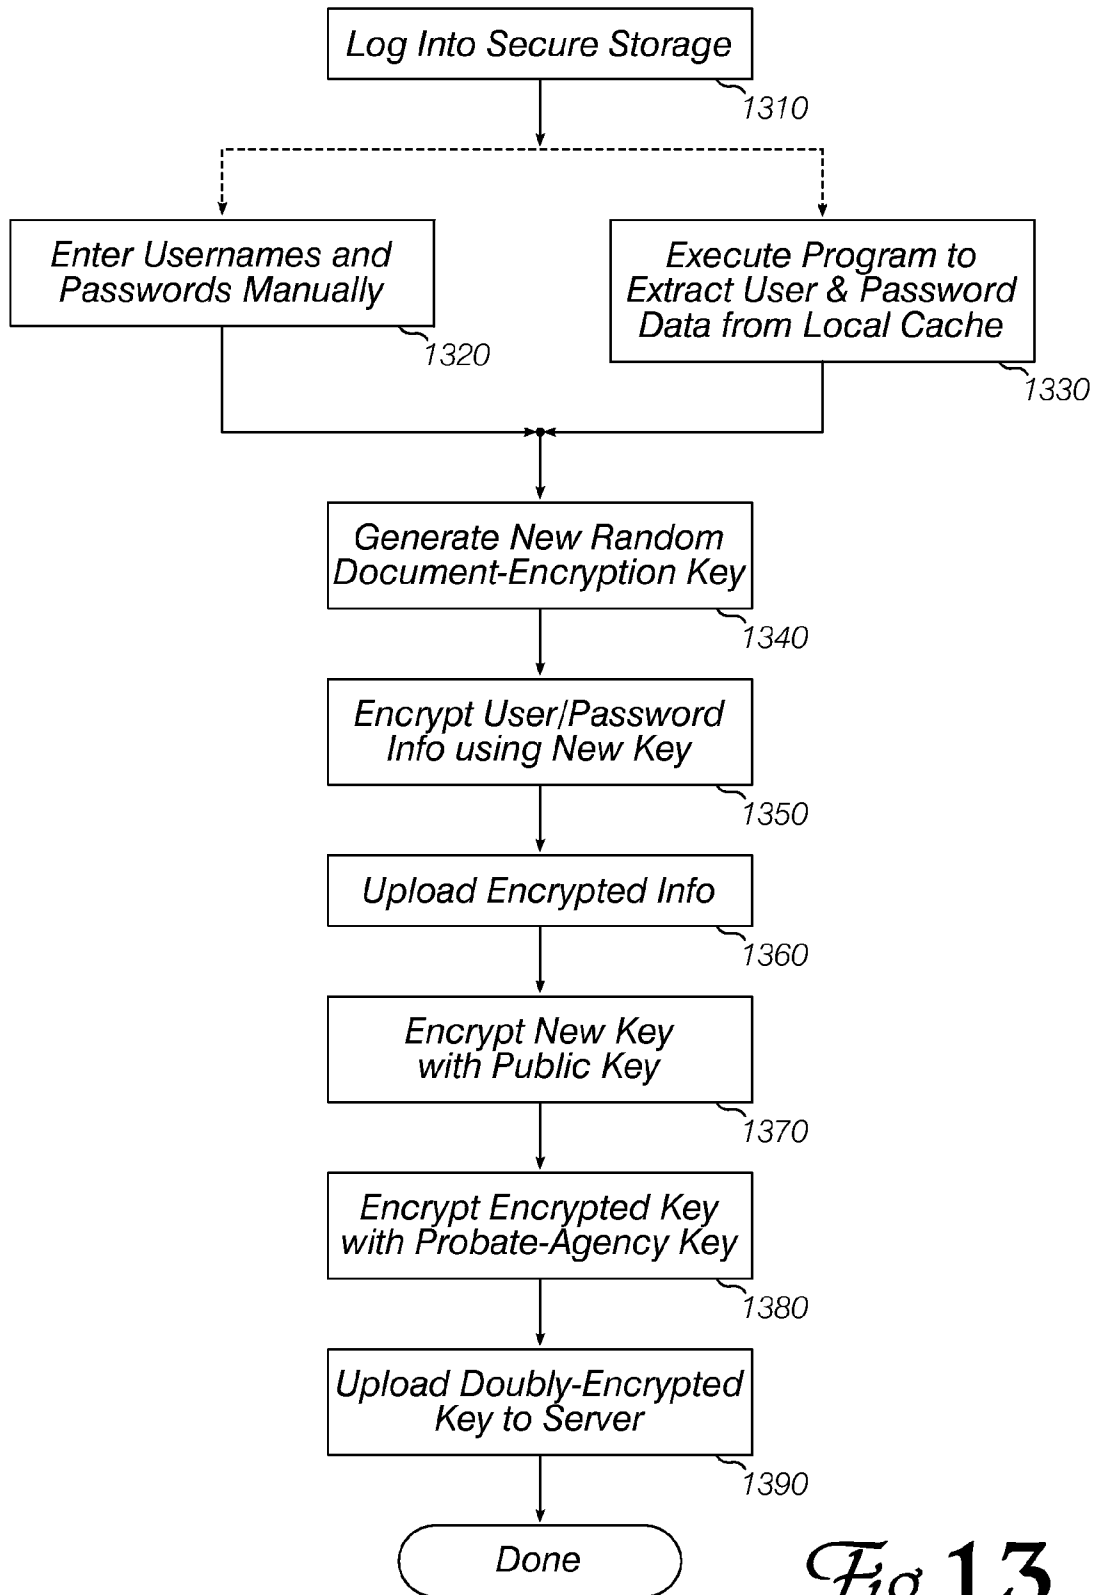 Log Into Secure Storage
1310
Enter Usernames and
Passwords Manually
1320
Execute Program to
Extract User & Password
Data from Local Cache
1330
Generate New Random
Document-Encryption Key
1340
Encrypt User/Password
Info using New Key
1350
Upload Encrypted Info
1360
Encrypt New Key
with Public Key
1370
Encrypt Encrypted Key
with Probate-Agency Key
1380
Upload Doubly-Encrypted
Key to Server
1390
Done
Fig 13